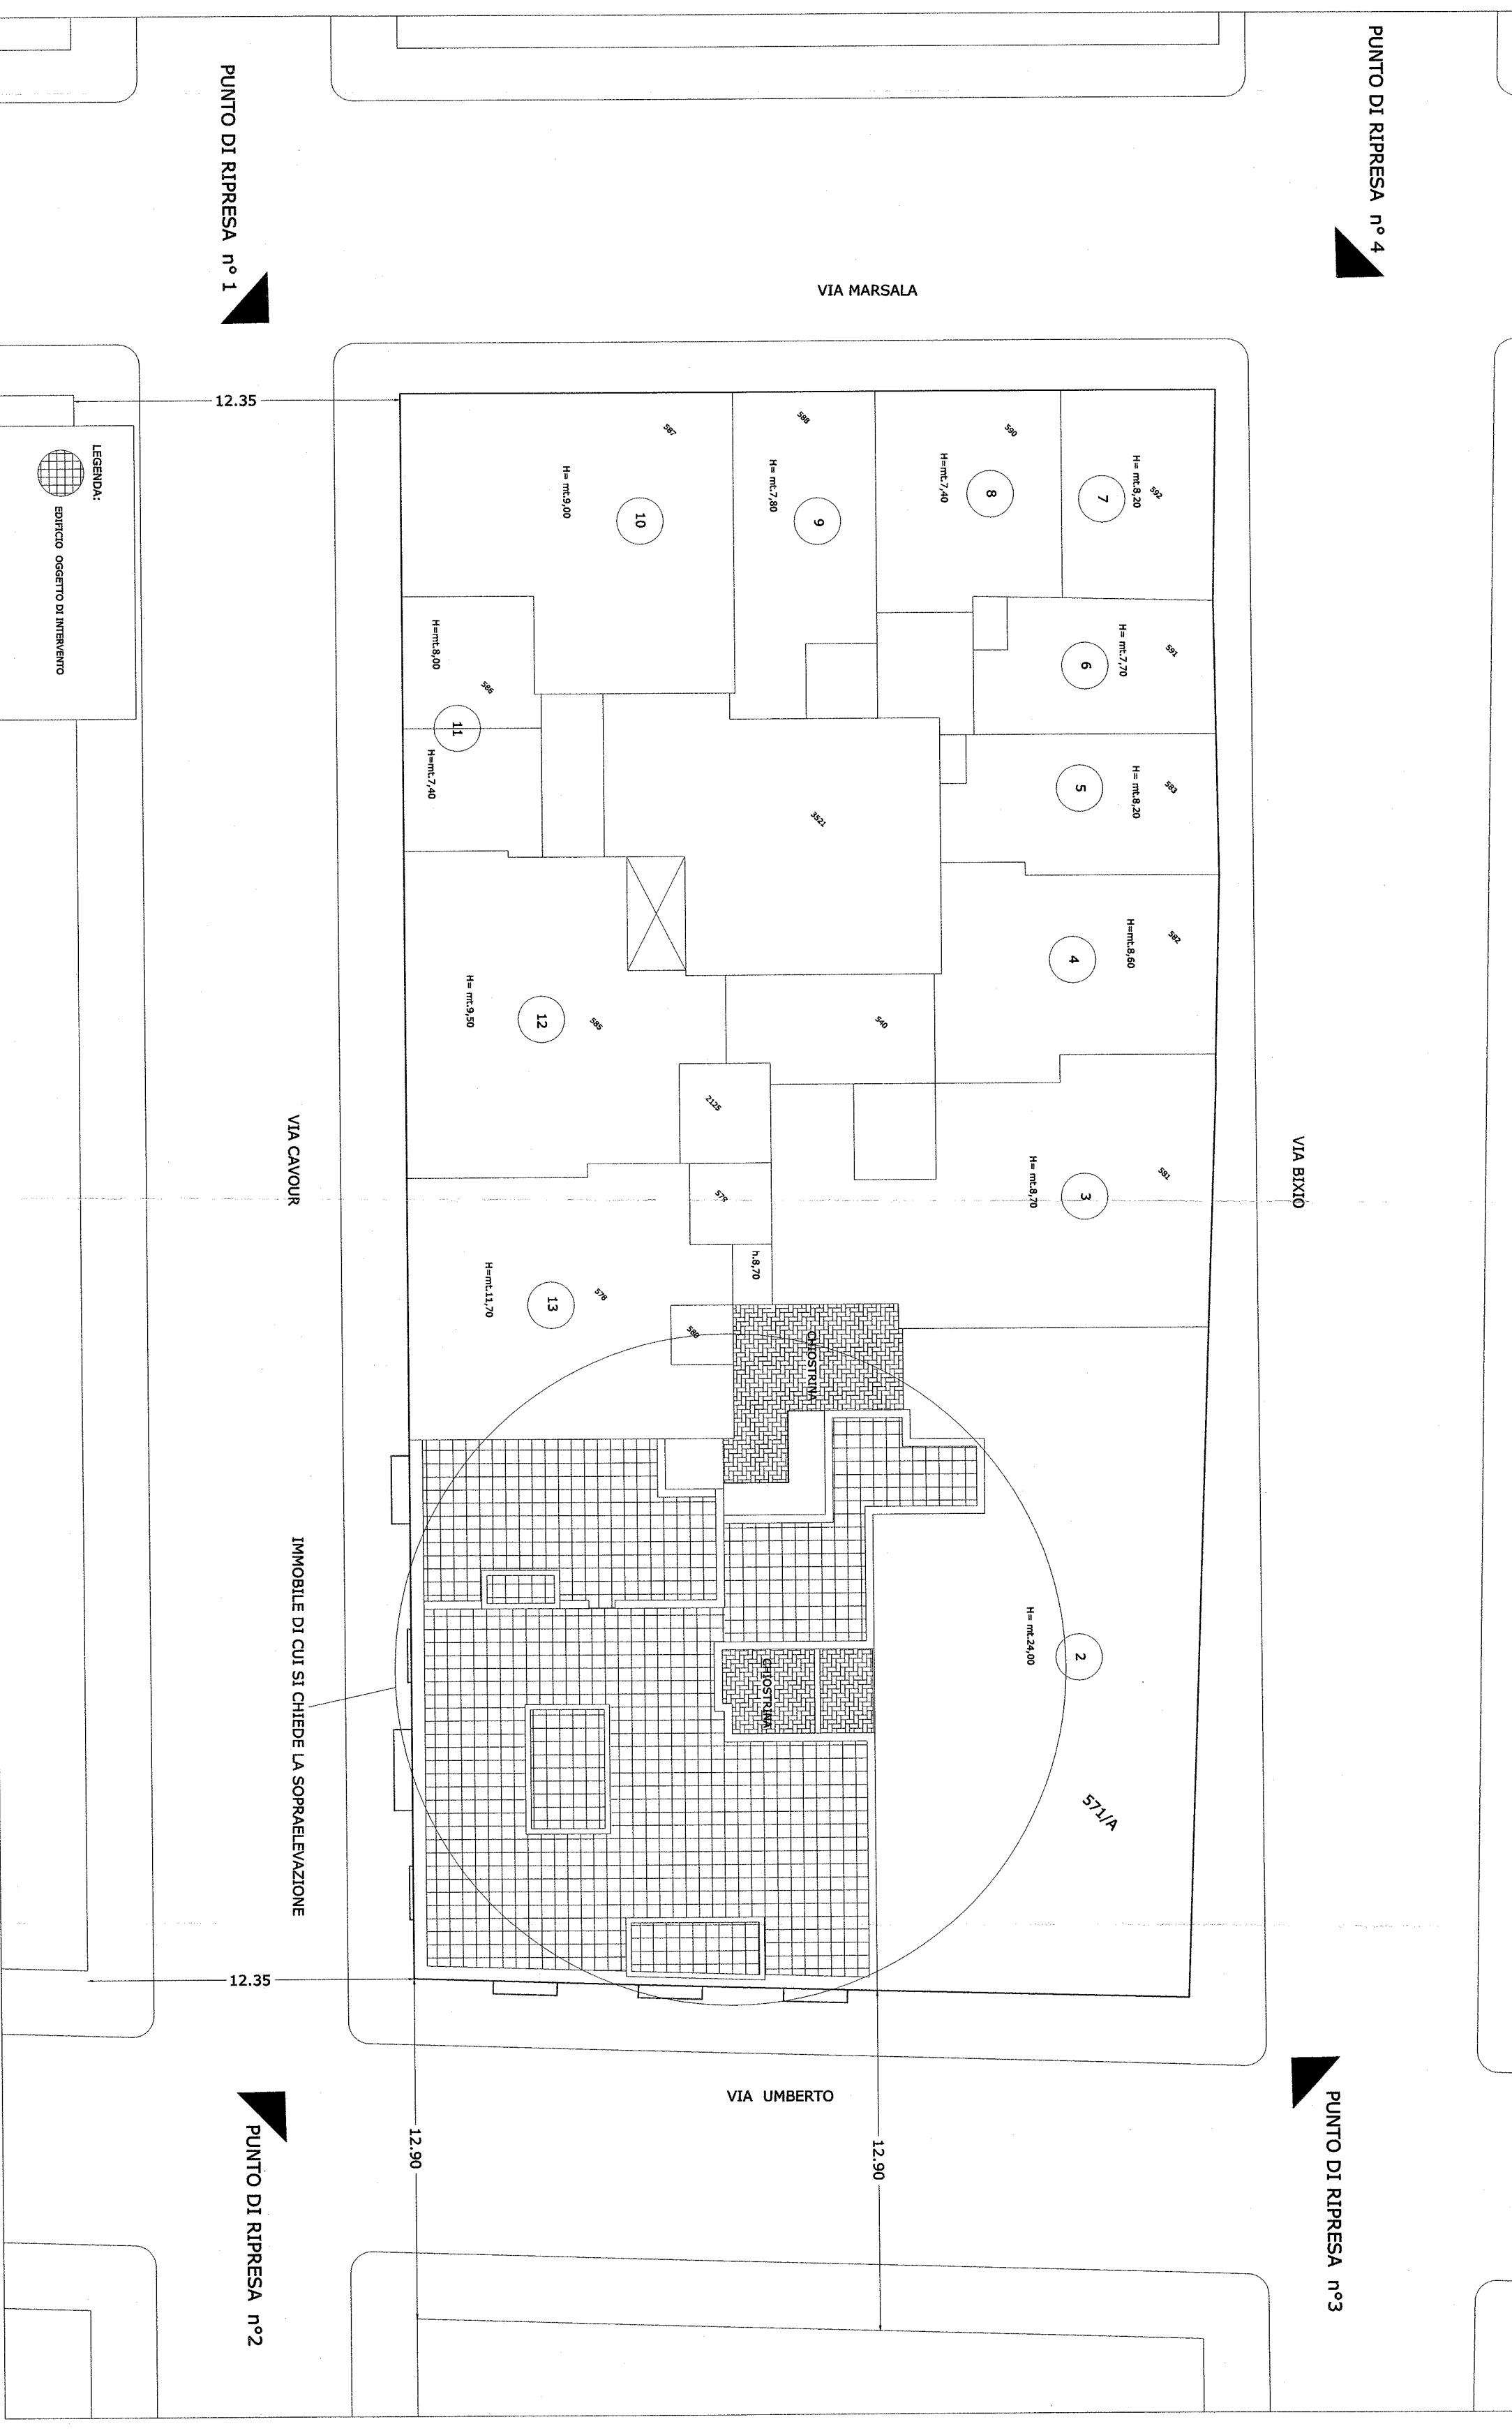 PUNTO DI RIPRESA n° 1
PUNTO DI RIPRESA n° 4
VIA MARSALA
12.35
LEGENDA:
EDIFICIO OGGETTO DI INTERVENTO
587
H= mt.9,00
10
588
H= mt.7,80
9
590
H=mt.7,40
8
592
H= mt.8,20
7
591
H= mt.7,70
6
H=mt.8,00
586
11
H=mt.7,40
583
H= mt.8,20
5
3521
582
H=mt.8,60
4
H= mt.9,50
12
585
540
2125
VIA CAVOUR
VIA BIXIO
581
H= mt.8,70
3
579
h.8,70
H=mt.11,70
13
578
580
CHIOSTRINA
IMMOBILE DI CUI SI CHIEDE LA SOPRAELEVAZIONE
H= mt.24,00
2
CHIOSTRINA
571/A
12.35
VIA UMBERTO
12.90
12.90
PUNTO DI RIPRESA n°2
PUNTO DI RIPRESA n°3